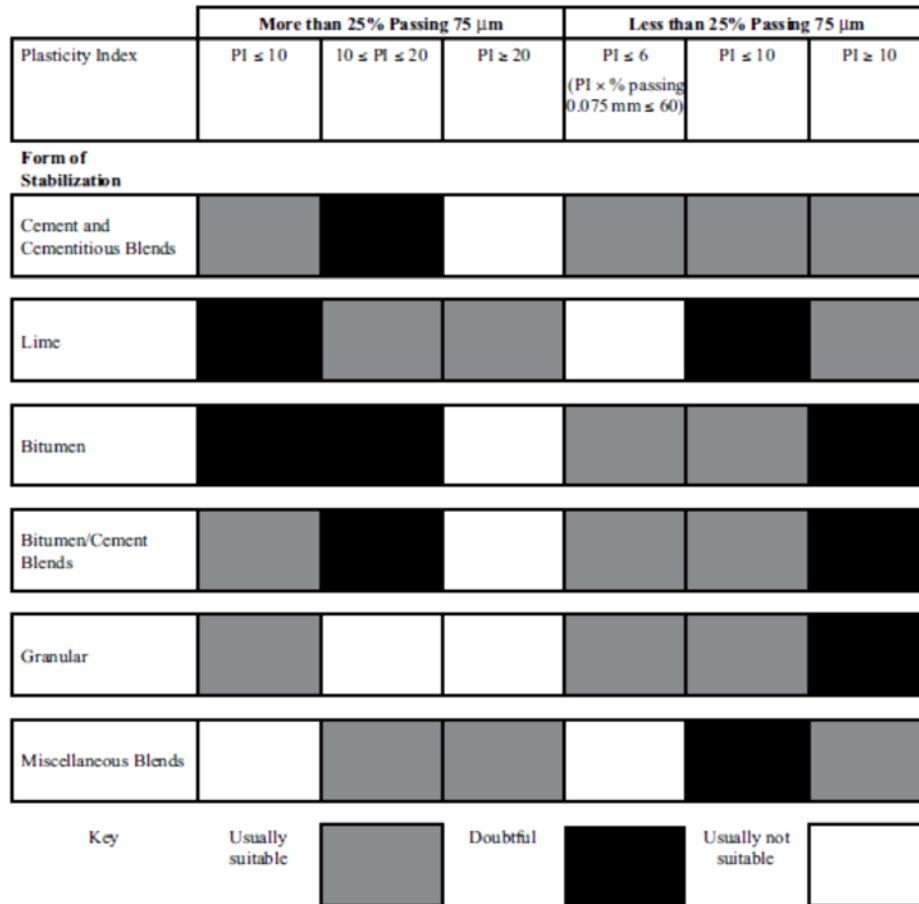 More than 25% Passing 75 µm
Less than 25% Passing 75 µm
Plasticity Index
PI ≤ 10
10 ≤ PI ≤ 20
PI ≥ 20
PI ≤ 6
(PI × % passing
0.075 mm ≤ 60)
PI ≤ 10
PI ≥ 10
Form of
Stabilization
Cement and
Cementitious Blends
Lime
Bitumen
Bitumen/Cement
Blends
Granular
Miscellaneous Blends
Key
Usually
suitable
Doubtful
Usually not
suitable